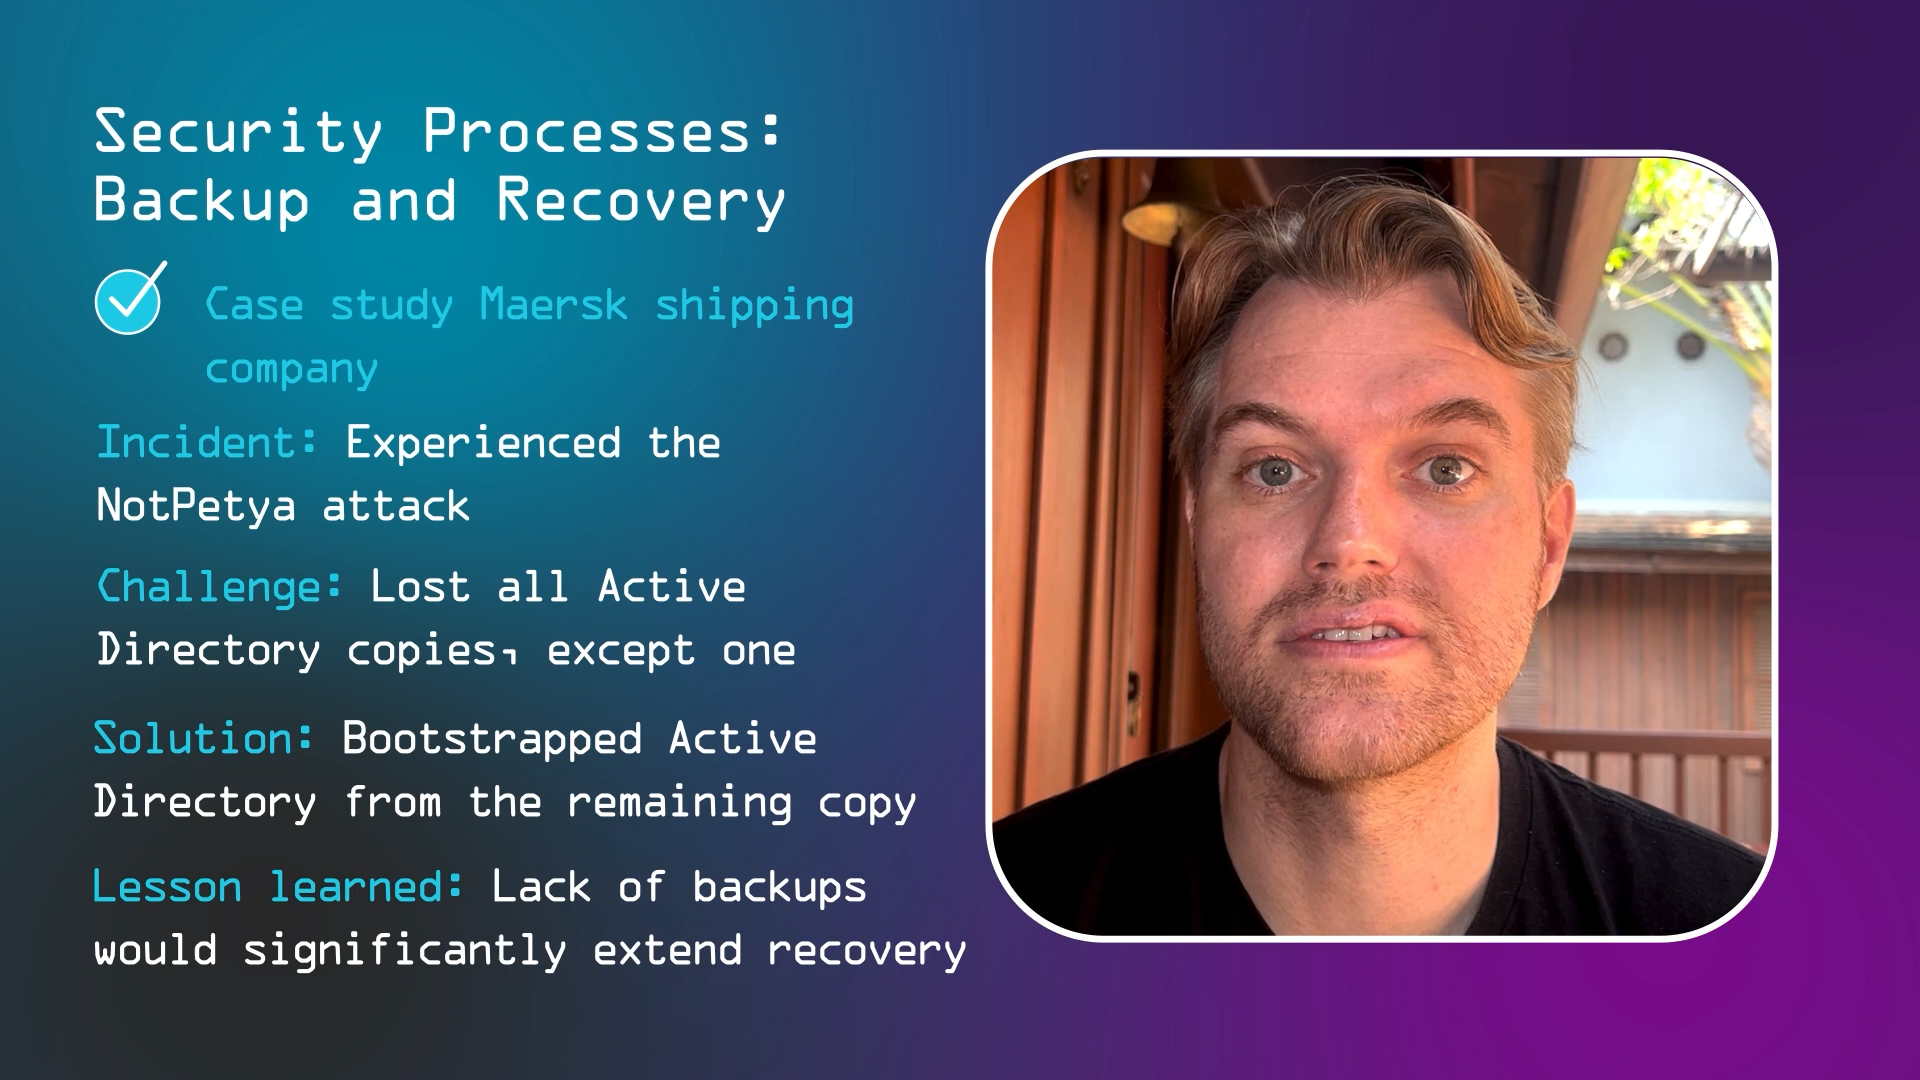 Security Processes:
Backup and Recovery
Case study Maersk shipping
company
Incident: Experienced the
NotPetya attack
Challenge: Lost all Active
Directory copies, except one
Solution: Bootstrapped Active
Directory from the remaining copy
Lesson learned: Lack of backups
would significantly extend recovery